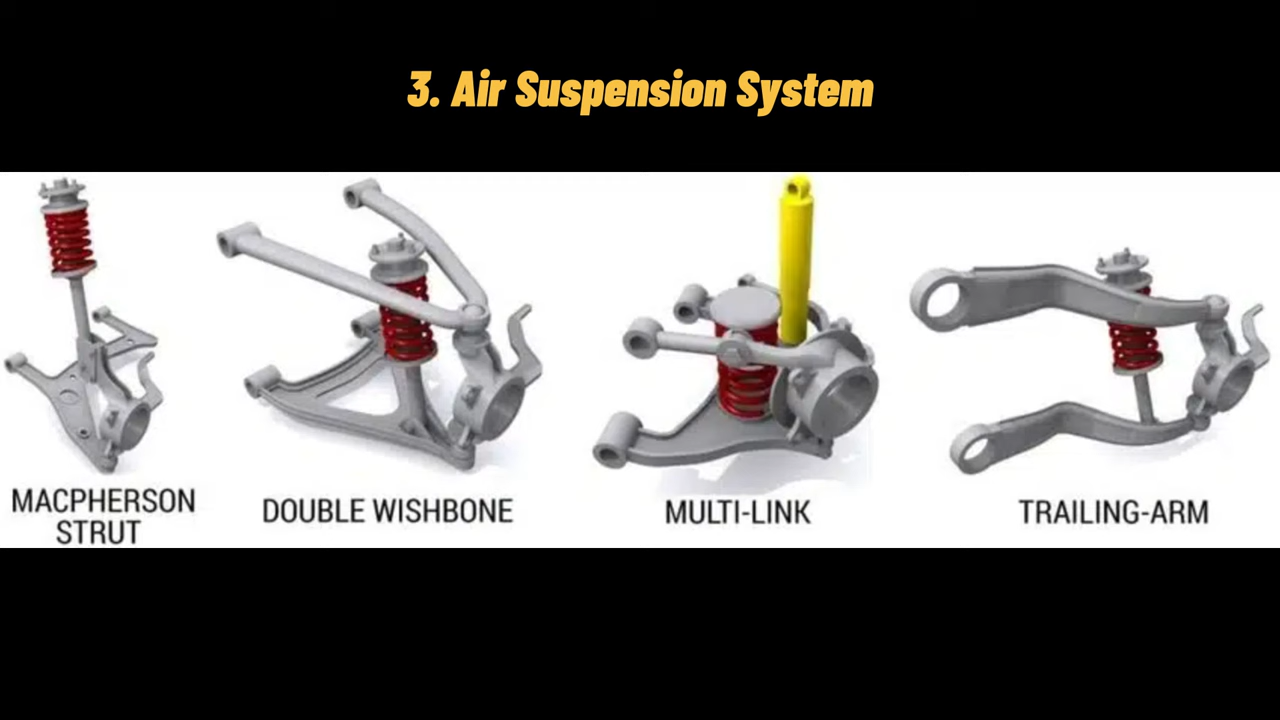 3. Air Suspension System
MACPHERSON
STRUT
DOUBLE WISHBONE
MULTI-LINK
TRAILING-ARM